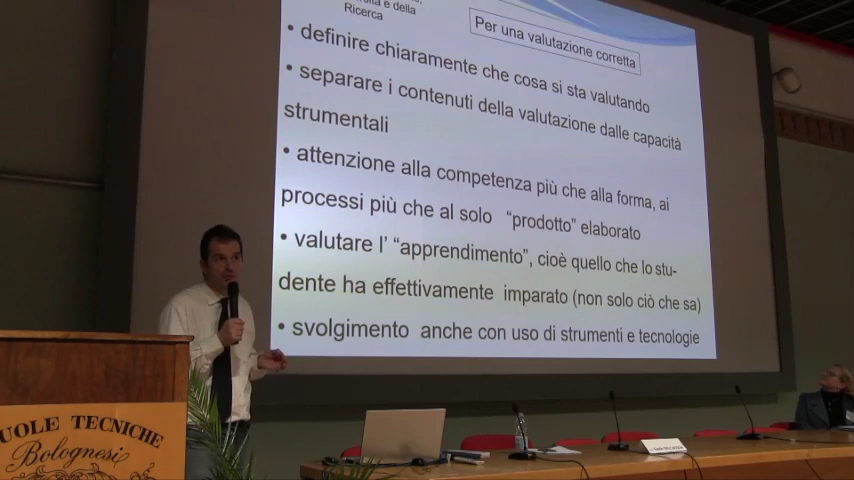 e della
Ricerca
Per una valutazione corretta
• definire chiaramente che cosa si sta valutando
• separare i contenuti della valutazione dalle capacità
strumentali
• attenzione alla competenza più che alla forma, ai
processi più che al solo “prodotto” elaborato
• valutare l’ “apprendimento”, cioè quello che lo stu-
dente ha effettivamente imparato (non solo ciò che sa)
• svolgimento anche con uso di strumenti e tecnologie
UOLE TECNICHE
Bolognesi